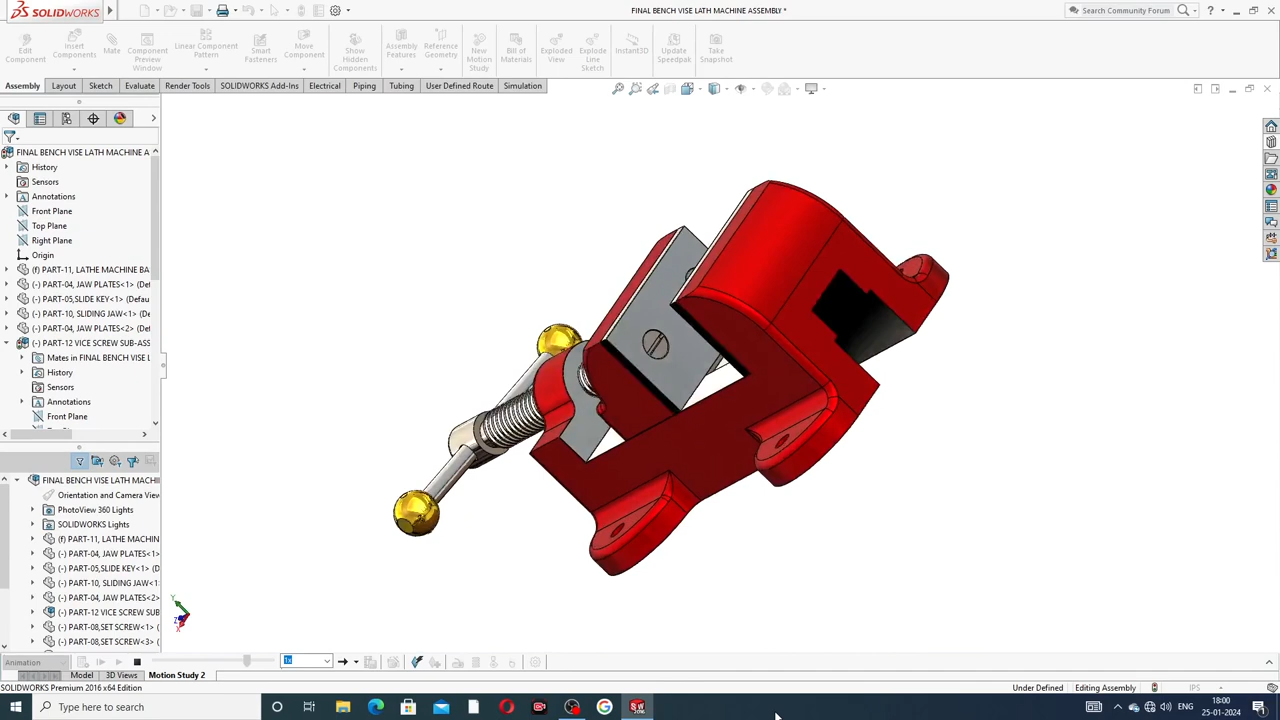 SOLIDWORKS
FINAL BENCH VISE LATH MACHINE ASSEMBLY *
Search Community Forum
Edit Component
Insert Components
Mate
Component Preview Window
Linear Component Pattern
Smart Fasteners
Move Component
Show Hidden Components
Assembly Features
Reference Geometry
New Motion Study
Bill of Materials
Exploded View
Explode Line Sketch
Instant3D
Update Speedpak
Take Snapshot
Assembly
Layout
Sketch
Evaluate
Render Tools
SOLIDWORKS Add-Ins
Electrical
Piping
Tubing
User Defined Route
Simulation
FINAL BENCH VISE LATH MACHINE A
History
Sensors
Annotations
Front Plane
Top Plane
Right Plane
Origin
(f) PART-11, LATHE MACHINE BA
(-) PART-04, JAW PLATES<1>
(-) PART-05,SLIDE KEY<1> (Defau
(-) PART-10, SLIDING JAW<1> (D
(-) PART-04, JAW PLATES<2>
(-) PART-12 VICE SCREW SUB-ASS
Mates in FINAL BENCH VISE L
History
Sensors
Annotations
Front Plane
FINAL BENCH VISE LATH MACHI
Orientation and Camera View
PhotoView 360 Lights
SOLIDWORKS Lights
(f) PART-11, LATHE MACHINE
(-) PART-04, JAW PLATES<1>
(-) PART-05,SLIDE KEY<1> (D
(-) PART-10, SLIDING JAW<1>
(-) PART-04, JAW PLATES<2>
(-) PART-12 VICE SCREW SUB
(-) PART-08,SET SCREW<1> (
(-) PART-08,SET SCREW<3> (
Y
Z
X
Animation
1x
Model
3D Views
Motion Study 2
SOLIDWORKS Premium 2016 x64 Edition
Under Defined
Editing Assembly
IPS
Type here to search
ENG
18:00
25-01-2024